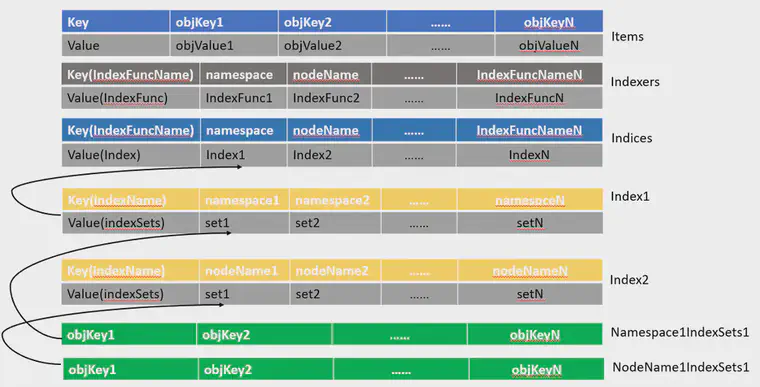 Key objKey1 objKey2 ...... objKeyN
Value objValue1 objValue2 ...... objValueN
Items
Key(IndexFuncName) namespace nodeName ...... IndexFuncNameN
Value(IndexFunc) IndexFunc1 IndexFunc2 ...... IndexFuncN
Indexers
Key(IndexFuncName) namespace nodeName ...... IndexFuncNameN
Value(Index) Index1 Index2 ...... IndexN
Indices
Key(IndexName) namespace1 namespace2 ...... namespoceN
Value(indexSets) set1 set2 ...... setN
Index1
Key(IndexName) nodeName1 nodeName2 ...... nodeNameN
Value(indexSets) set1 set2 ...... setN
Index2
objKey1 objKey2 ...... objKeyN
Namespace1IndexSets1
objKey1 objKey2 ...... objKeyN
NodeName1IndexSets1